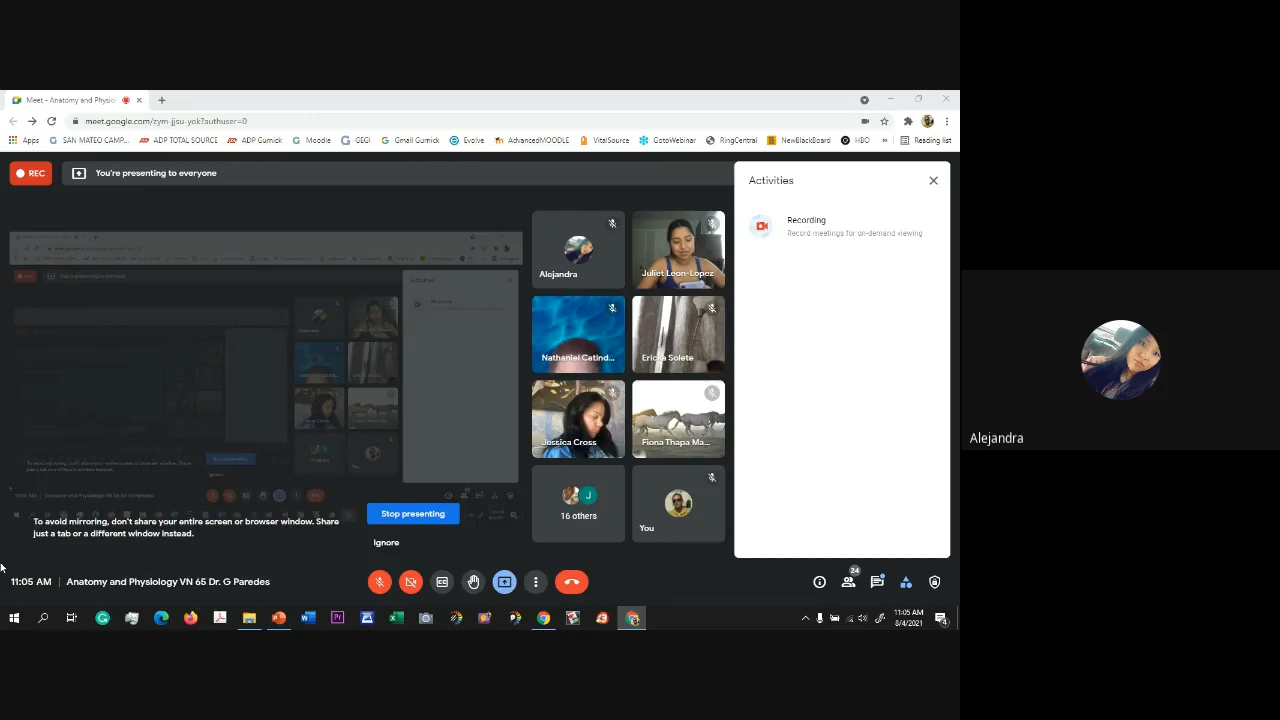 Meet - Anatomy and Physio
meet.google.com/zym-jjsu-yok?authuser=0
Apps
SAN MATEO CAMP...
ADP TOTAL SOURCE
ADP Gurnick
Moodle
GEGI
Gmail Gurnick
Evolve
AdvancedMOODLE
VitalSource
GotoWebinar
RingCentral
NewBlackBoard
HBO
Reading list
REC
You're presenting to everyone
Activities
Recording
Record meetings for on-demand viewing
Alejandra
Juliet Leon-Lopez
Nathaniel Catind...
Ericka Solete
Jessica Cross
Fiona Thapa Ma...
J
16 others
You
To avoid mirroring, don't share your entire screen or browser window. Share
just a tab or a different window instead.
Stop presenting
Ignore
11:05 AM | Anatomy and Physiology VN 65 Dr. G Paredes
24
11:05 AM
8/4/2021
4
Alejandra